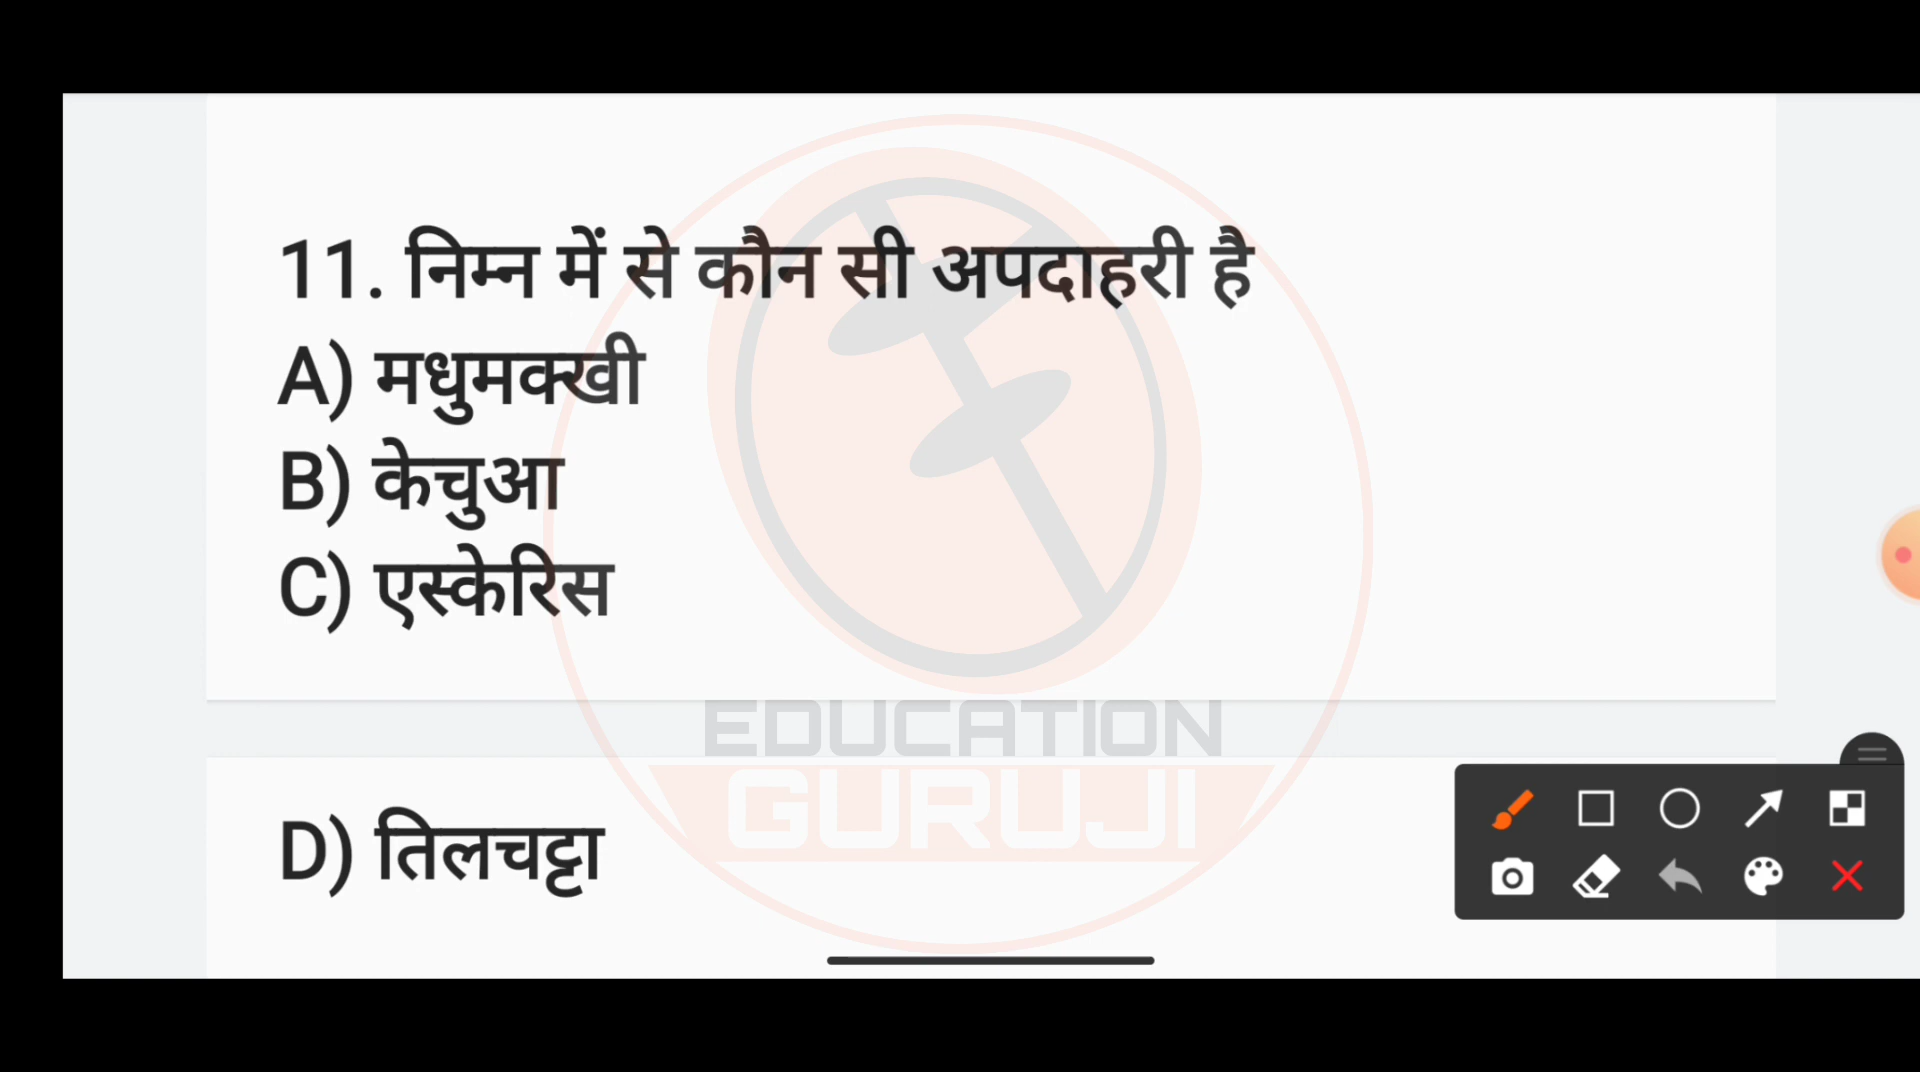 11. निम्न में से कौन सी अपदाहरी है
A) मधुमक्खी
B) केचुआ
C) एस्केरिस
EDUCATION
GURUJI
D) तिलचट्टा